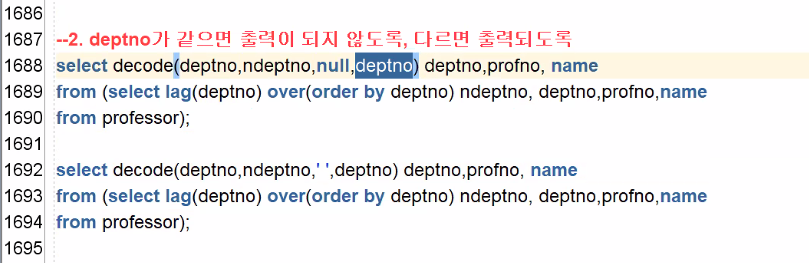 1686
1687 --2. deptno가 같으면 출력이 되지 않도록, 다르면 출력되도록
1688 select decode(deptno,ndeptno,null,deptno) deptno,profno, name
1689 from (select lag(deptno) over(order by deptno) ndeptno, deptno,profno,name
1690 from professor);
1691
1692 select decode(deptno,ndeptno,' ',deptno) deptno,profno, name
1693 from (select lag(deptno) over(order by deptno) ndeptno, deptno,profno,name
1694 from professor);
1695